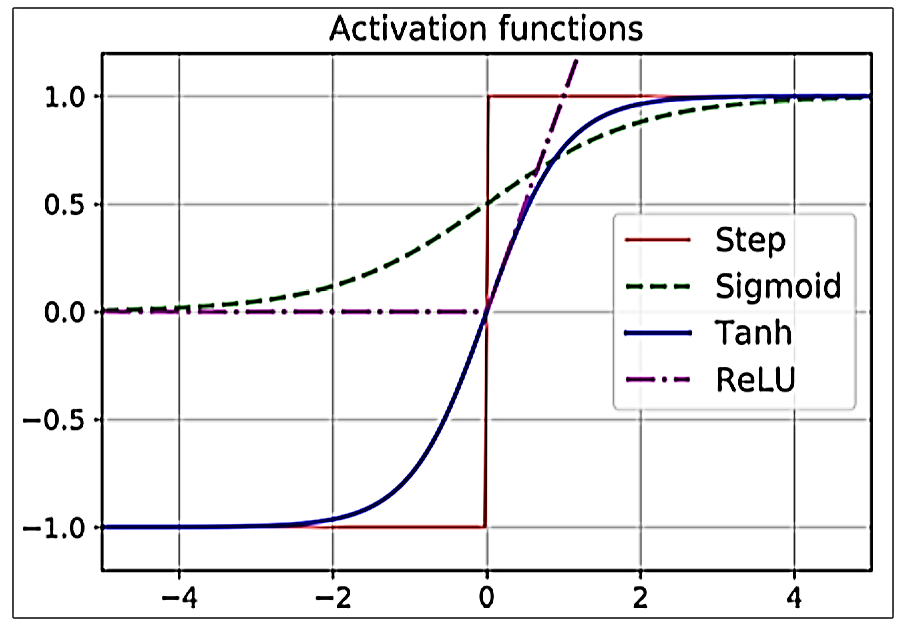 Activation functions
1.0
0.5
0.0
−0.5
−1.0
Step
Sigmoid
Tanh
ReLU
−4 −2 0 2 4